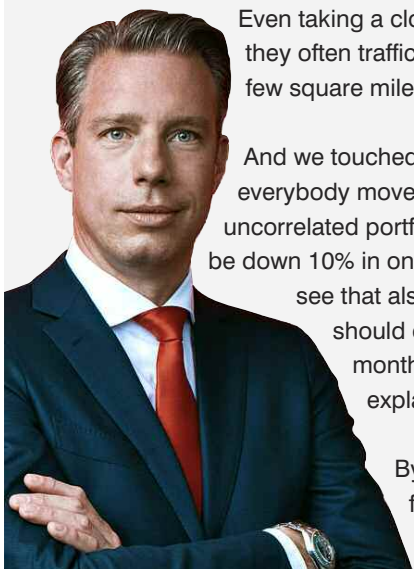 Even taking a clo
they often traffic
few square mile
And we touched
everybody move
uncorrelated portf
be down 10% in on
see that als
should
month
expla
By
f